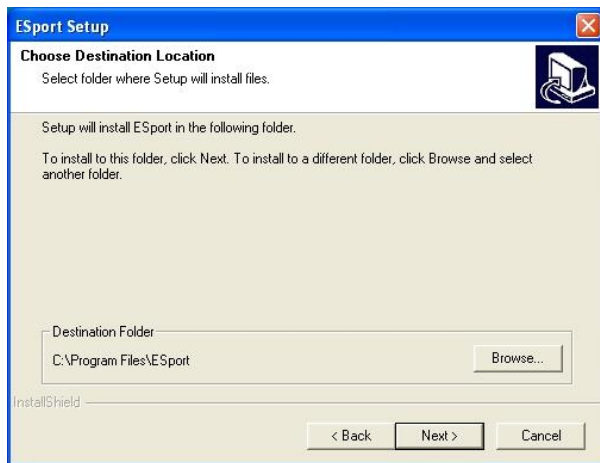 ESport Setup
Choose Destination Location
Select folder where Setup will install files.
Setup will install ESport in the following folder.
To install to this folder, click Next. To install to a different folder, click Browse and select
another folder.
Destination Folder
C:\Program Files\ESport
Browse...
InstallShield
< Back
Next >
Cancel